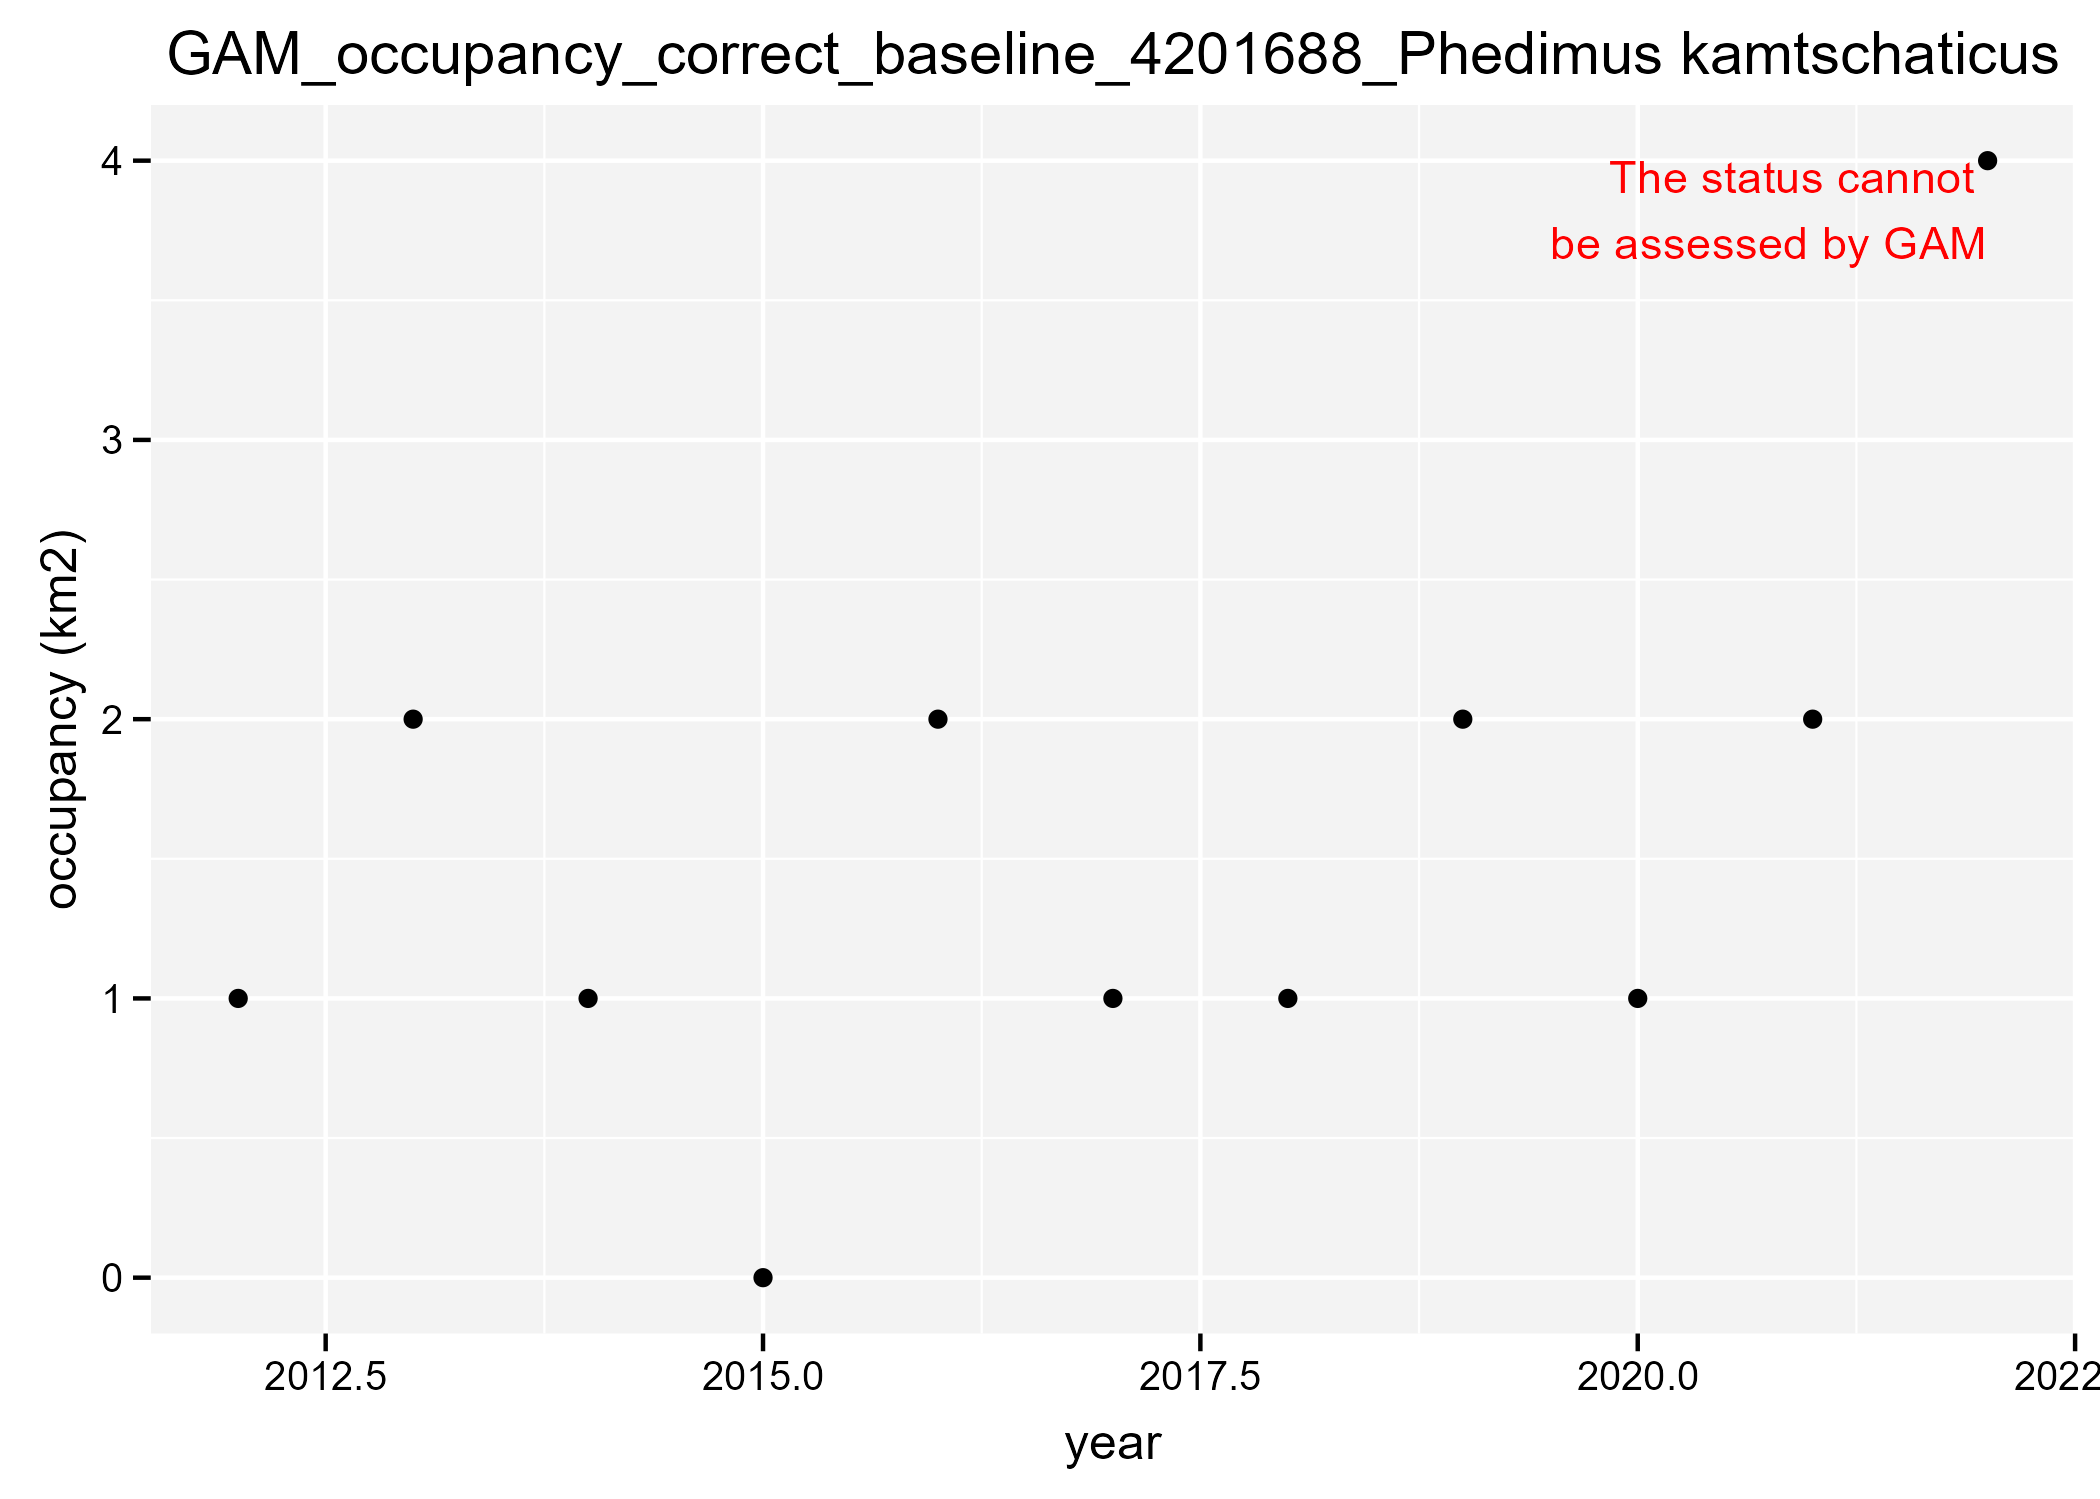 GAM_occupancy_correct_baseline_4201688_Phedimus kamtschaticus
4
The status cannot
be assessed by GAM
3
occupancy (km2)
2
1
0
2012.5 2015.0 2017.5 2020.0 2022
year